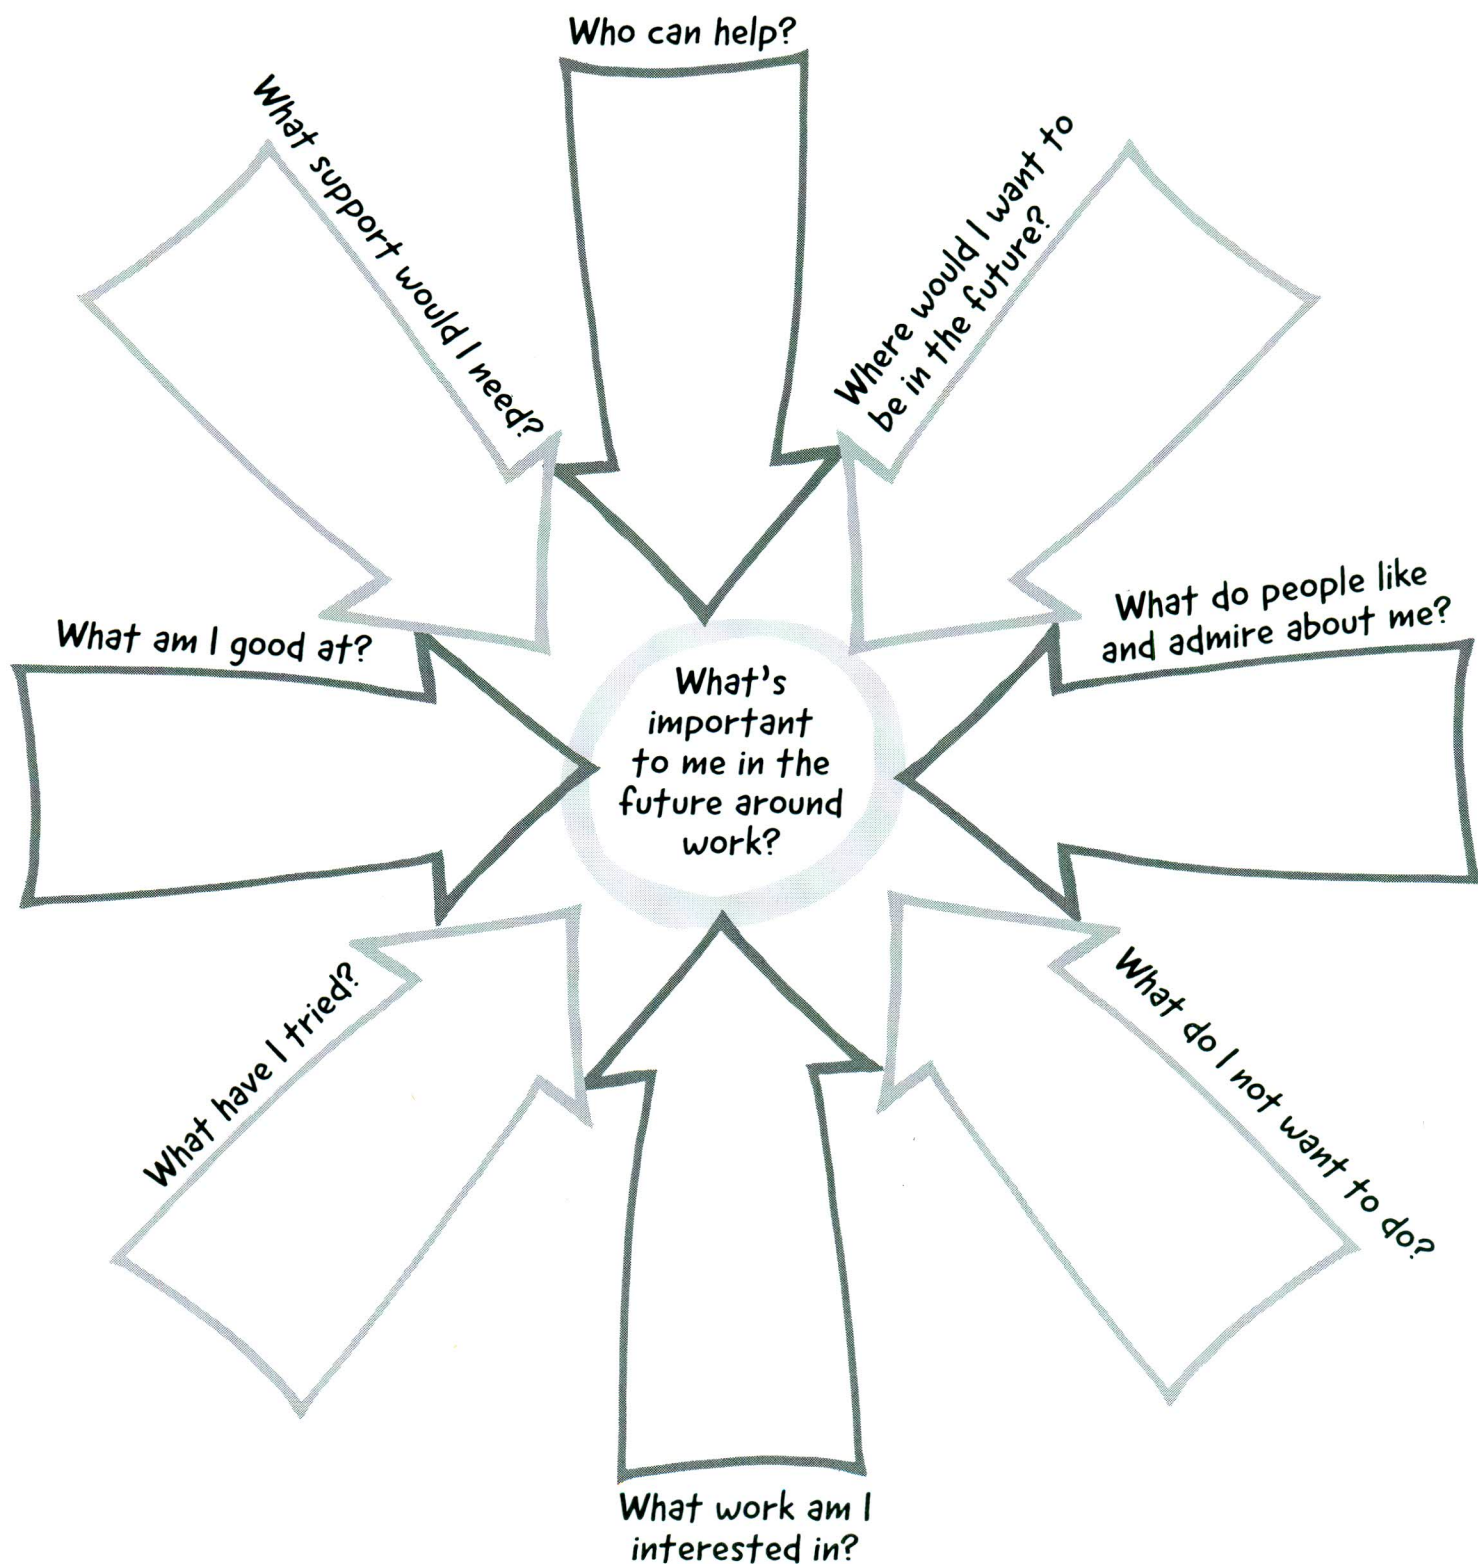 Who can help?
What support would I need?
Where would I want to
be in the future?
What am I good at?
What do people like
and admire about me?
What's
important
to me in the
future around
work?
What have I tried?
What do I not want to do?
What work am I
interested in?